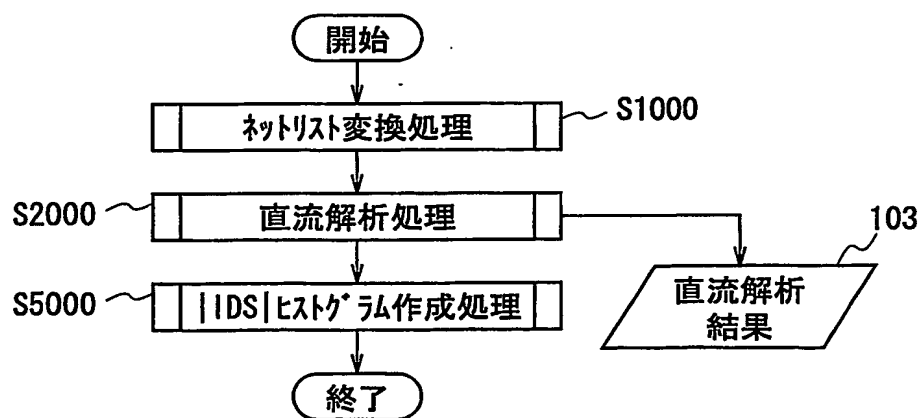 開始
ﾈｯﾄﾘｽﾄ変換処理
S1000
S2000
直流解析処理
103
直流解析
結果
S5000
|IDS|ﾋｽﾄｸﾞﾗﾑ作成処理
終了